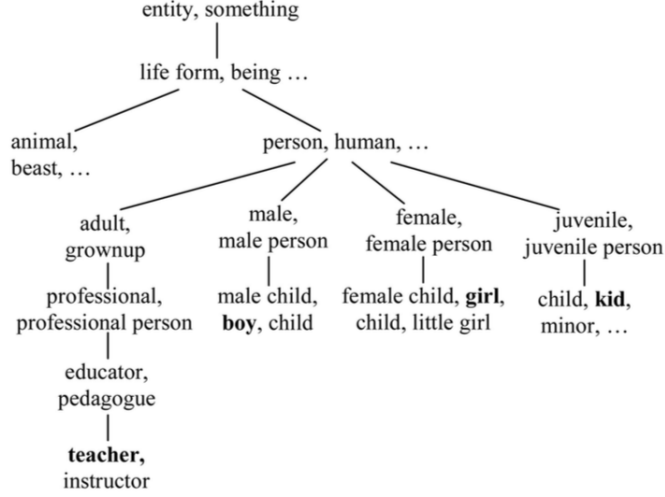 entity, something
life form, being …
animal,
beast, …
person, human, …
adult,
grownup
male,
male person
female,
female person
juvenile,
juvenile person
professional,
professional person
male child,
boy, child
female child, girl,
child, little girl
child, kid,
minor, …
educator,
pedagogue
teacher,
instructor